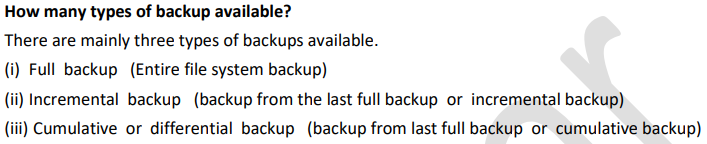 How many types of backup available?
There are mainly three types of backups available.
(i) Full backup (Entire file system backup)
(ii) Incremental backup (backup from the last full backup or incremental backup)
(iii) Cumulative or differential backup (backup from last full backup or cumulative backup)